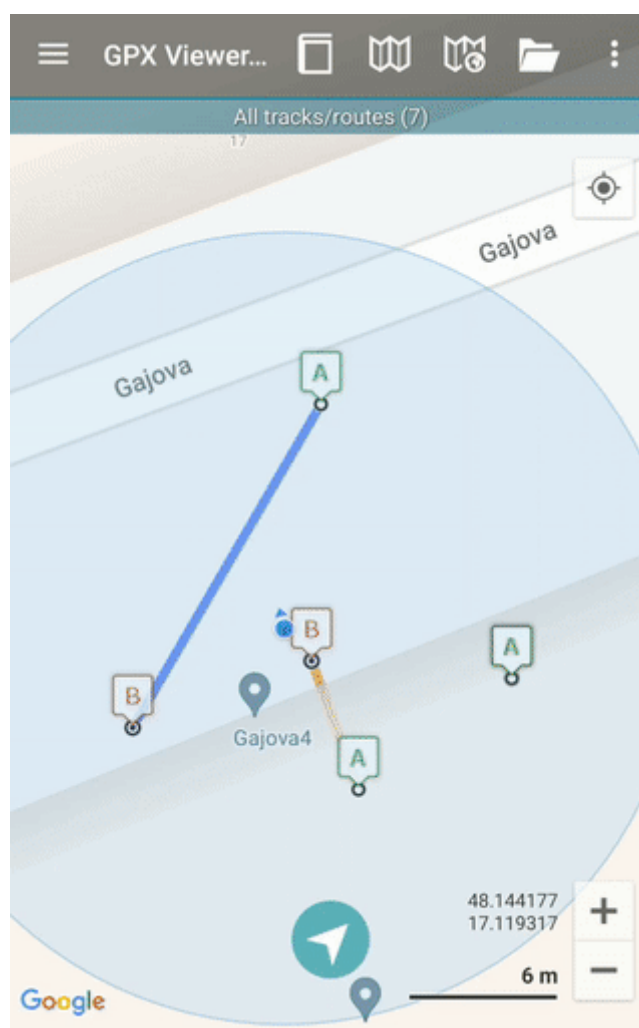 GPX Viewer...
All tracks/routes (7)
17
Gajova
Gajova
A
B
B
A
Gajova4
A
48.144177
17.119317
6 m
Google